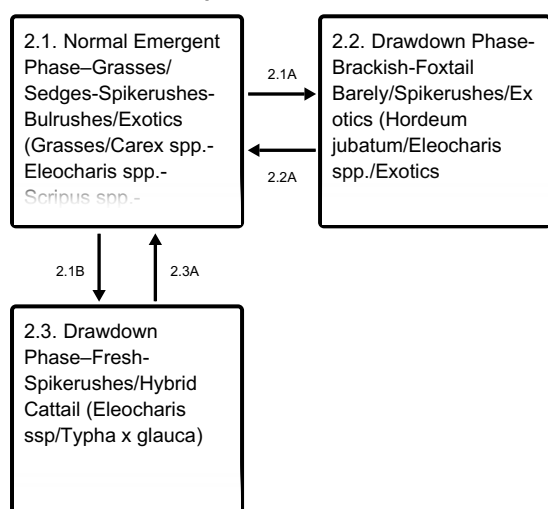 2.1. Normal Emergent
Phase–Grasses/
Sedges-Spikerushes-
Bulrushes/Exotics
(Grasses/Carex spp.-
Eleocharis spp.-
Scripus spp.-
2.1A
2.2A
2.2. Drawdown Phase-
Brackish-Foxtail
Barely/Spikerushes/Ex
otics (Hordeum
jubatum/Eleocharis
spp./Exotics
2.1B
2.3A
2.3. Drawdown
Phase–Fresh-
Spikerushes/Hybrid
Cattail (Eleocharis
ssp/Typha x glauca)